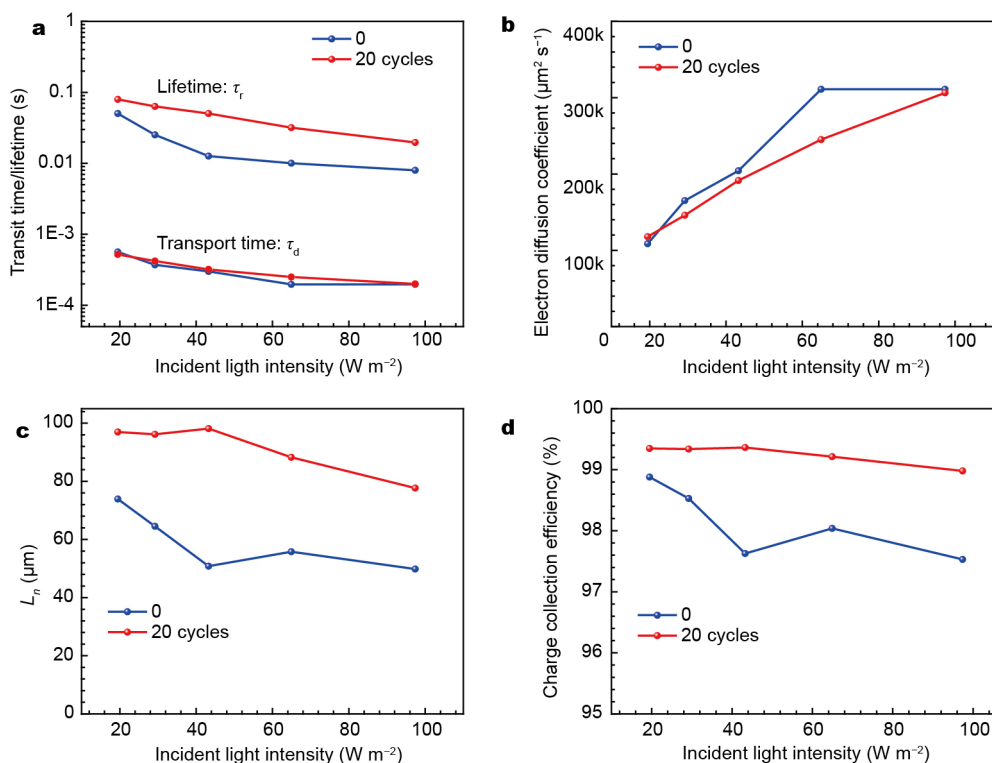 a
1
0.1
0.01
1E−3
1E−4
Transit time/lifetime (s)
0
20 cycles
Lifetime: τr
Transport time: τd
20 40 60 80 100
Incident ligth intensity (W m⁻²)
b
400k
300k
200k
100k
0
Electron diffusion coefficient (μm² s⁻¹)
0
20 cycles
20 40 60 80 100
Incident light intensity (W m⁻²)
c
100
80
60
40
20
0
Ln (μm)
0
20 cycles
20 40 60 80 100
Incident light intensity (W m⁻²)
d
100
99
98
97
96
95
Charge collection efficiency (%)
0
20 cycles
20 40 60 80 100
Incident light intensity (W m⁻²)